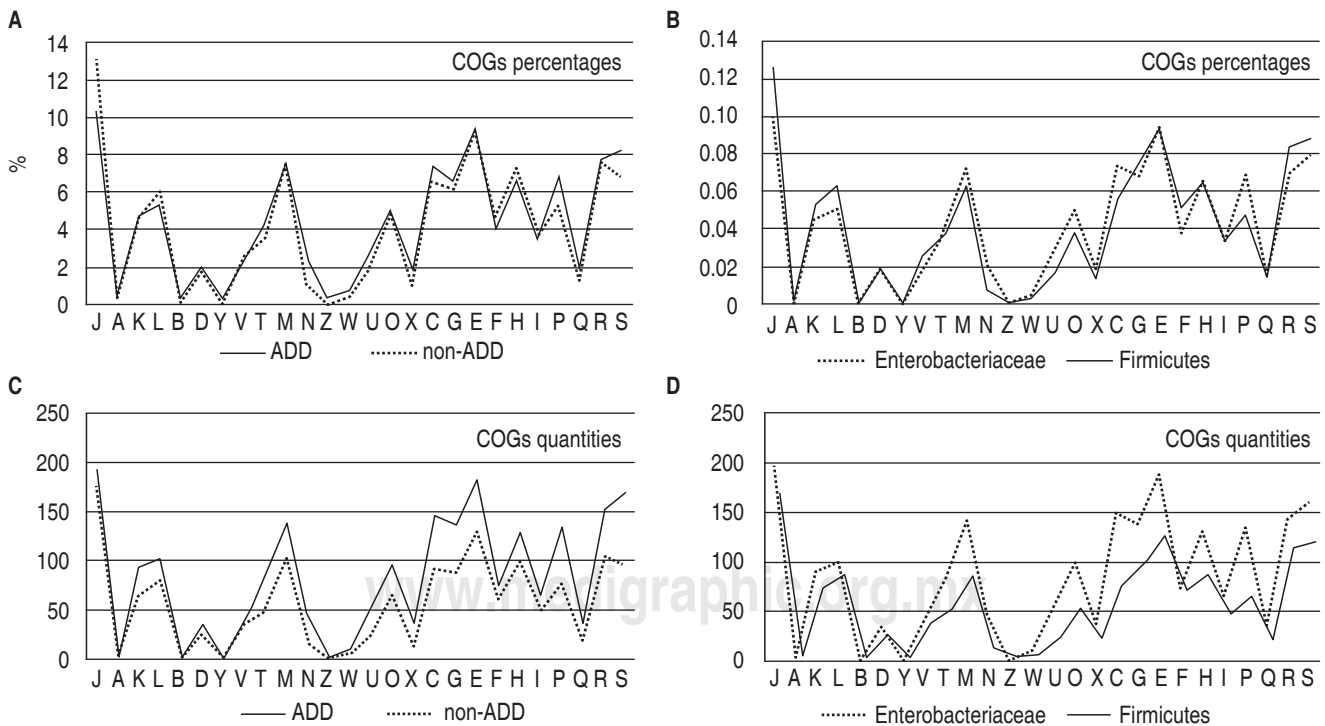 A
COGs percentages
14
12
10
8
6
4
2
0
%
J A K L B D Y V T M N Z W U O X C G E F H I P Q R S
ADD non-ADD
B
COGs percentages
0.14
0.12
0.10
0.08
0.06
0.04
0.02
0
J A K L B D Y V T M N Z W U O X C G E F H I P Q R S
Enterobacteriaceae Firmicutes
C
COGs quantities
250
200
150
100
50
0
J A K L B D Y V T M N Z W U O X C G E F H I P Q R S
ADD non-ADD
D
COGs quantities
250
200
150
100
50
0
J A K L B D Y V T M N Z W U O X C G E F H I P Q R S
Enterobacteriaceae Firmicutes
www.medigraphic.org.mx